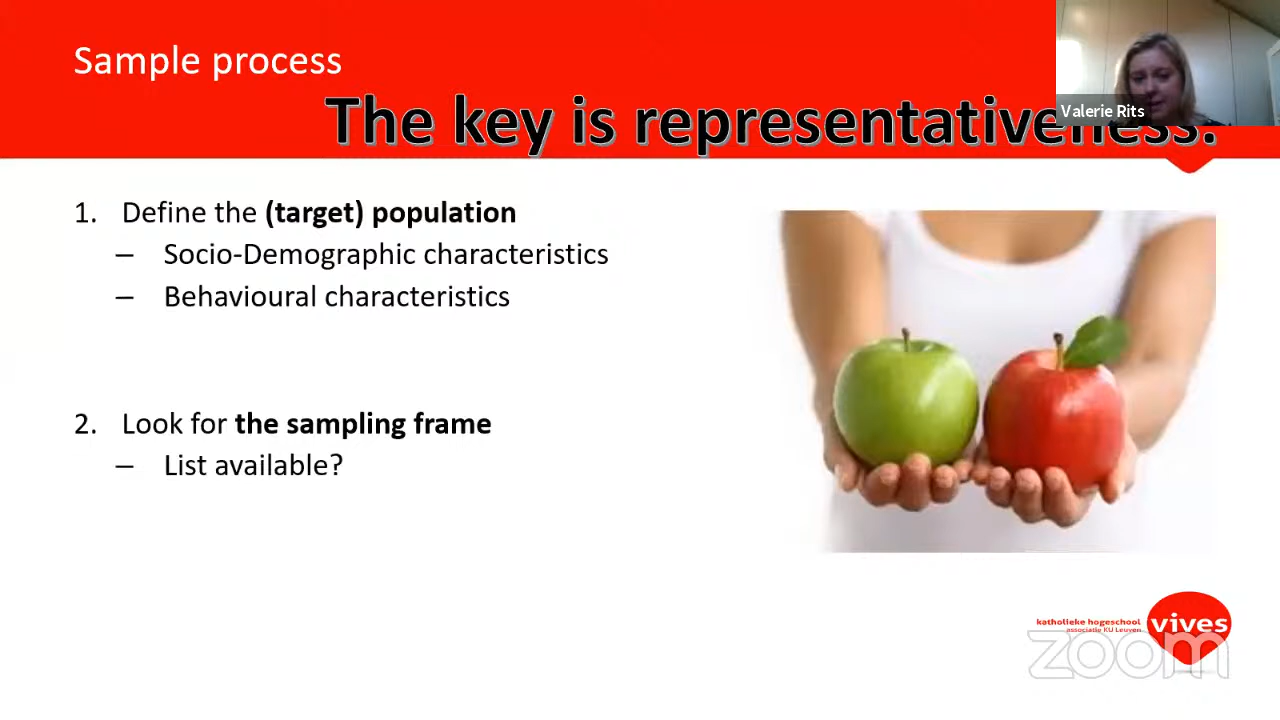 Sample process
The key is representativeness.
Valerie Rits
1. Define the (target) population
– Socio-Demographic characteristics
– Behavioural characteristics
2. Look for the sampling frame
– List available?
katholieke hogeschool
associatie KU Leuven
vives
zoom